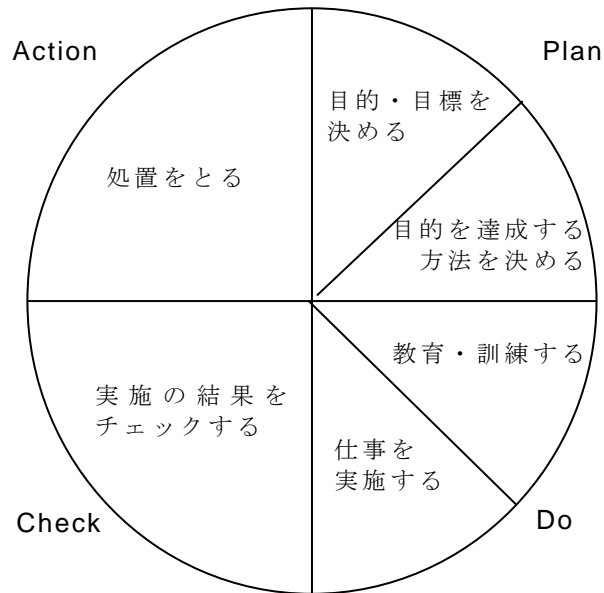 Action
Plan
目的・目標を
決める
処置をとる
目的を達成する
方法を決める
教育・訓練する
実施の結果を
チェックする
仕事を
実施する
Check
Do